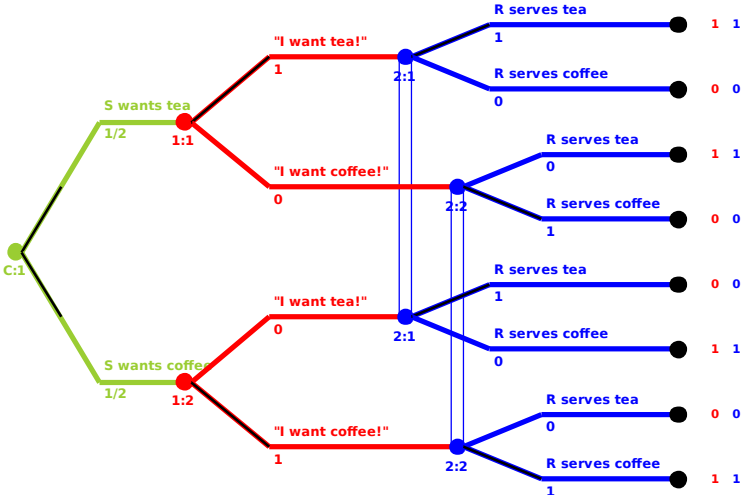 R serves tea
1
1 1
"I want tea!"
1
2:1
R serves coffee
0
0 0
S wants tea
1/2
1:1
"I want coffee!"
0
2:2
R serves tea
0
1 1
R serves coffee
1
0 0
C:1
"I want tea!"
0
2:1
R serves tea
1
0 0
R serves coffee
0
1 1
S wants coffee
1/2
1:2
"I want coffee!"
1
2:2
R serves tea
0
0 0
R serves coffee
1
1 1